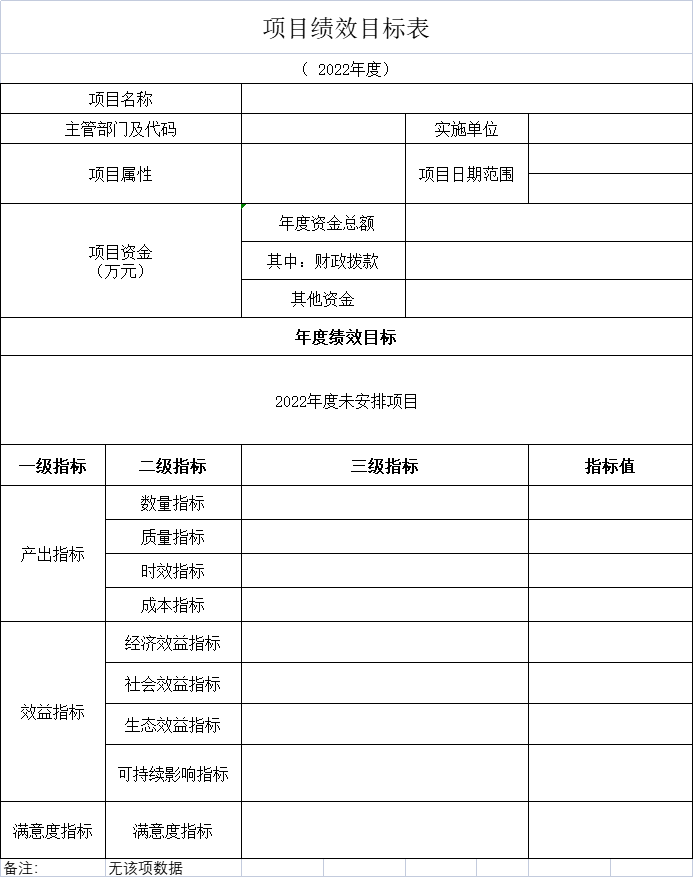 项目绩效目标表
( 2022年度)
项目名称
主管部门及代码 实施单位
项目属性 项目日期范围
项目资金
(万元)
年度资金总额
其中：财政拨款
其他资金
年度绩效目标
2022年度未安排项目
一级指标 二级指标 三级指标 指标值
产出指标
数量指标
质量指标
时效指标
成本指标
效益指标
经济效益指标
社会效益指标
生态效益指标
可持续影响指标
满意度指标 满意度指标
备注: 无该项数据